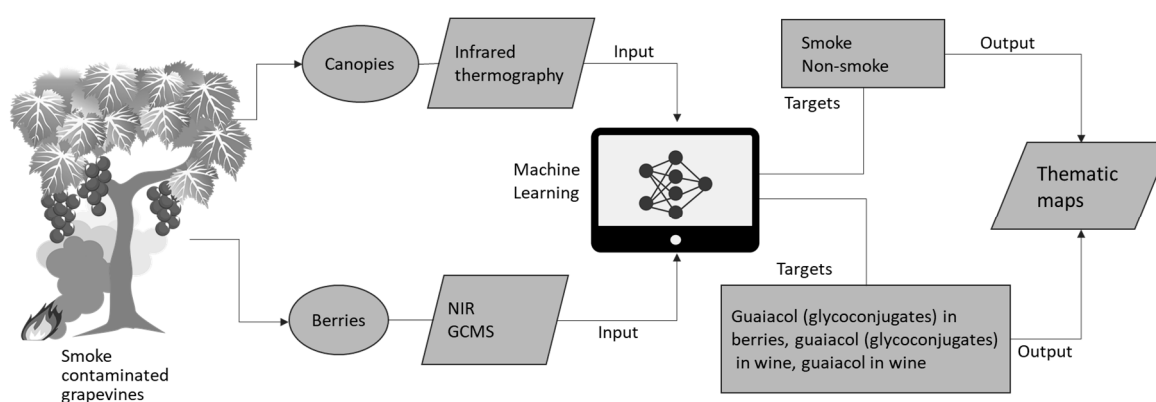 Canopies
Infrared
thermography
Input
Smoke
Non-smoke
Output
Targets
Machine
Learning
Thematic
maps
Targets
Berries
NIR
GCMS
Input
Guaiacol (glycoconjugates) in
berries, guaiacol (glycoconjugates)
in wine, guaiacol in wine
Output
Smoke
contaminated
grapevines